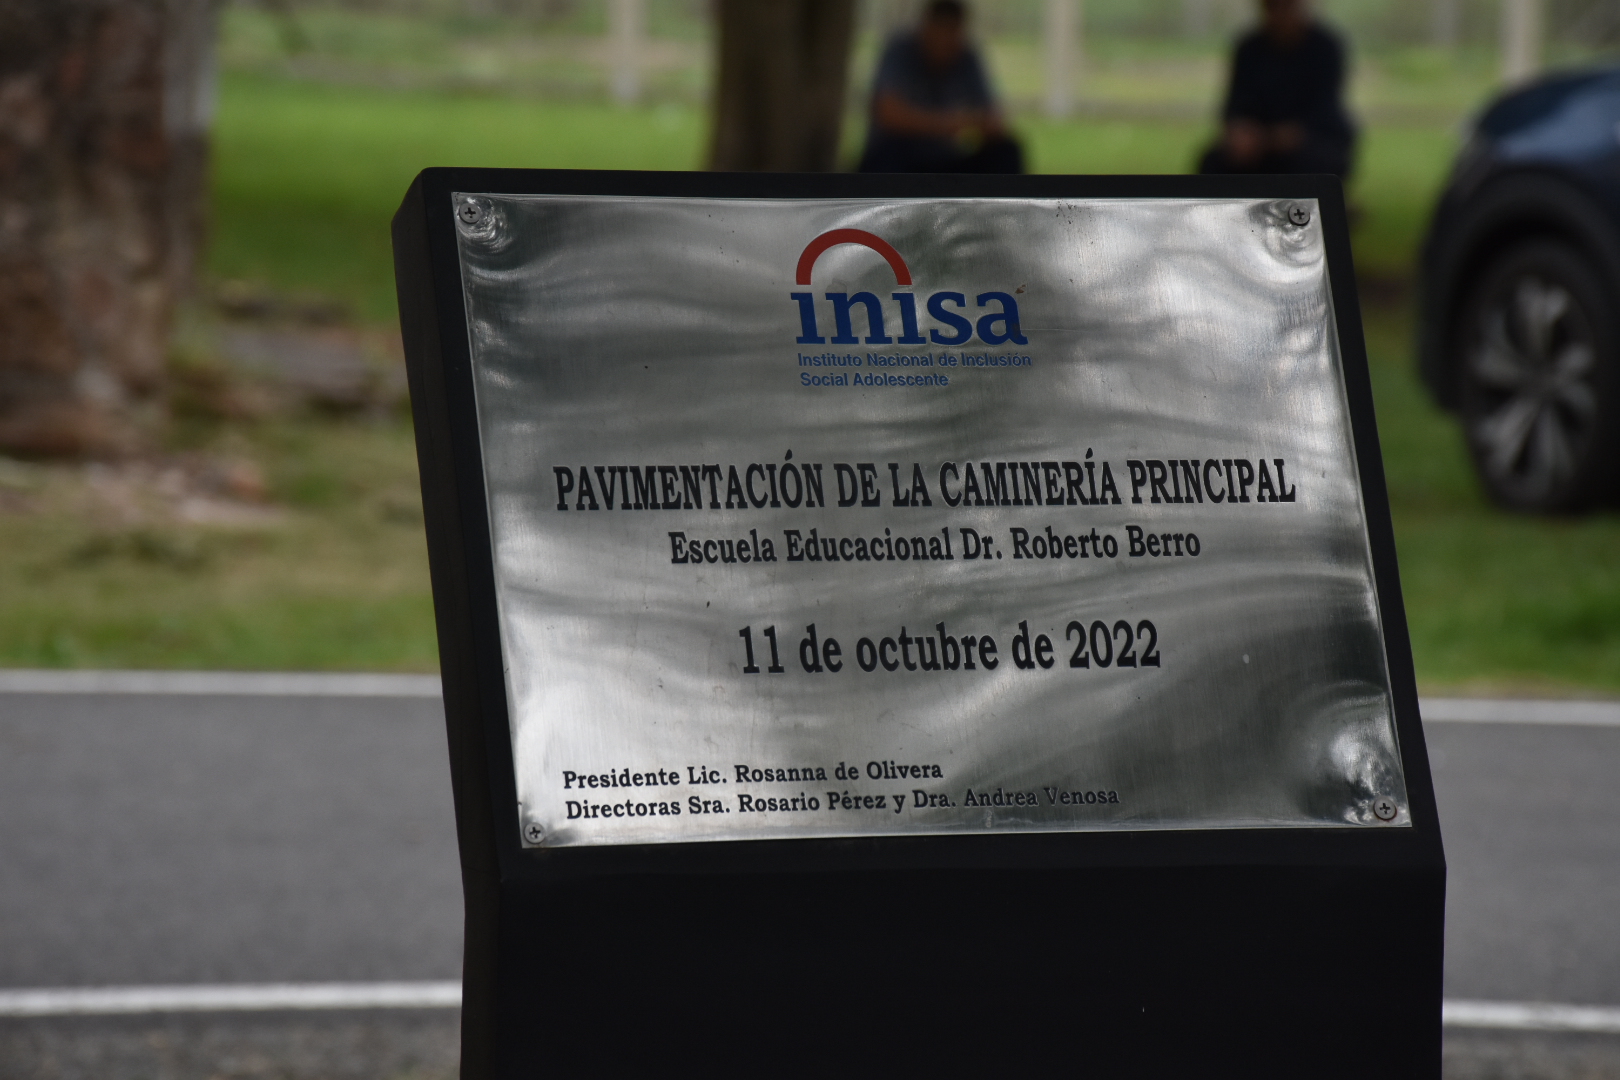 inisa
Instituto Nacional de Inclusión
Social Adolescente
PAVIMENTACIÓN DE LA CAMINERÍA PRINCIPAL
Escuela Educacional Dr. Roberto Berro
11 de octubre de 2022
Presidente Lic. Rosanna de Olivera
Directoras Sra. Rosario Pérez y Dra. Andrea Venosa